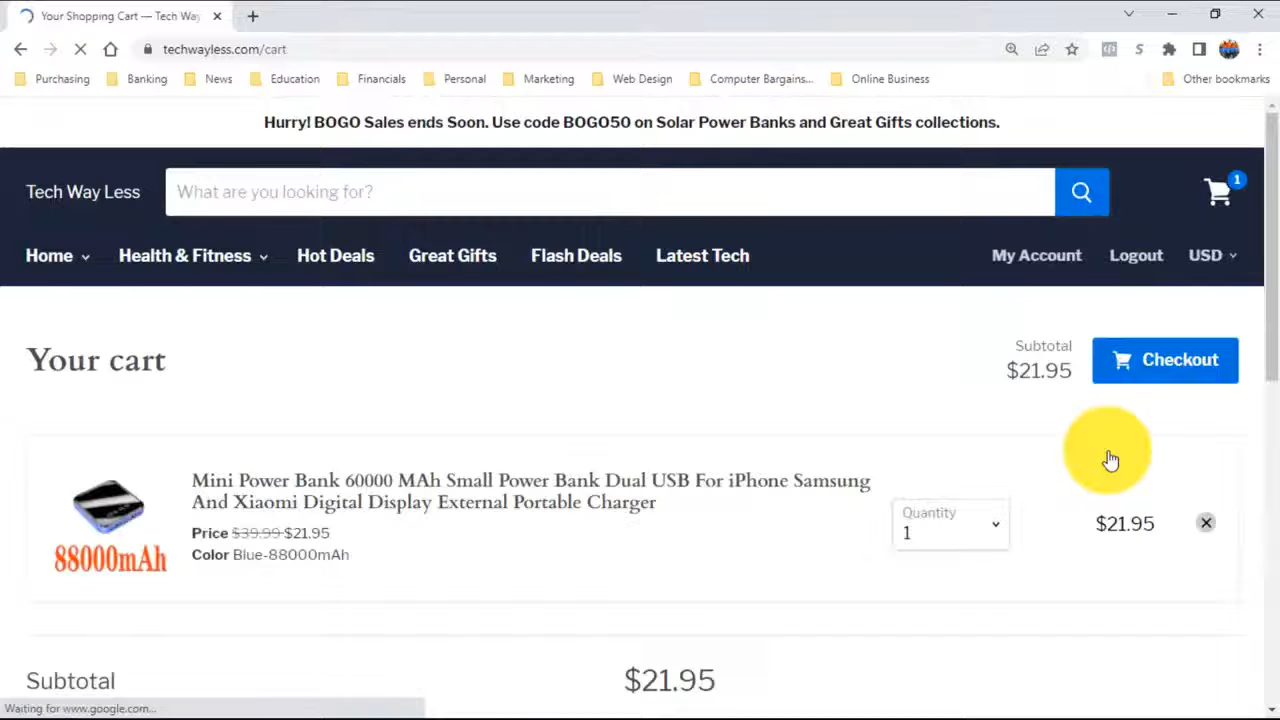 Your Shopping Cart — Tech Way
techwayless.com/cart
Purchasing Banking News Education Financials Personal Marketing Web Design Computer Bargains... Online Business Other bookmarks
Hurry! BOGO Sales ends Soon. Use code BOGO50 on Solar Power Banks and Great Gifts collections.
Tech Way Less What are you looking for? 1
Home Health & Fitness Hot Deals Great Gifts Flash Deals Latest Tech My Account Logout USD
Your cart
Subtotal
$21.95
Checkout
Mini Power Bank 60000 MAh Small Power Bank Dual USB For iPhone Samsung
And Xiaomi Digital Display External Portable Charger
Price $39.99 $21.95
Color Blue-88000mAh
88000mAh
Quantity
1
$21.95
Subtotal $21.95
Waiting for www.google.com...